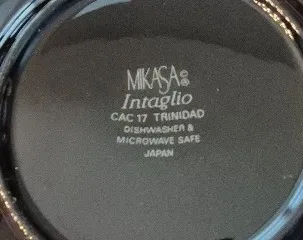 MIKASA©®
Intaglio
CAC 17 TRINIDAD
DISHWASHER &
MICROWAVE SAFE
JAPAN